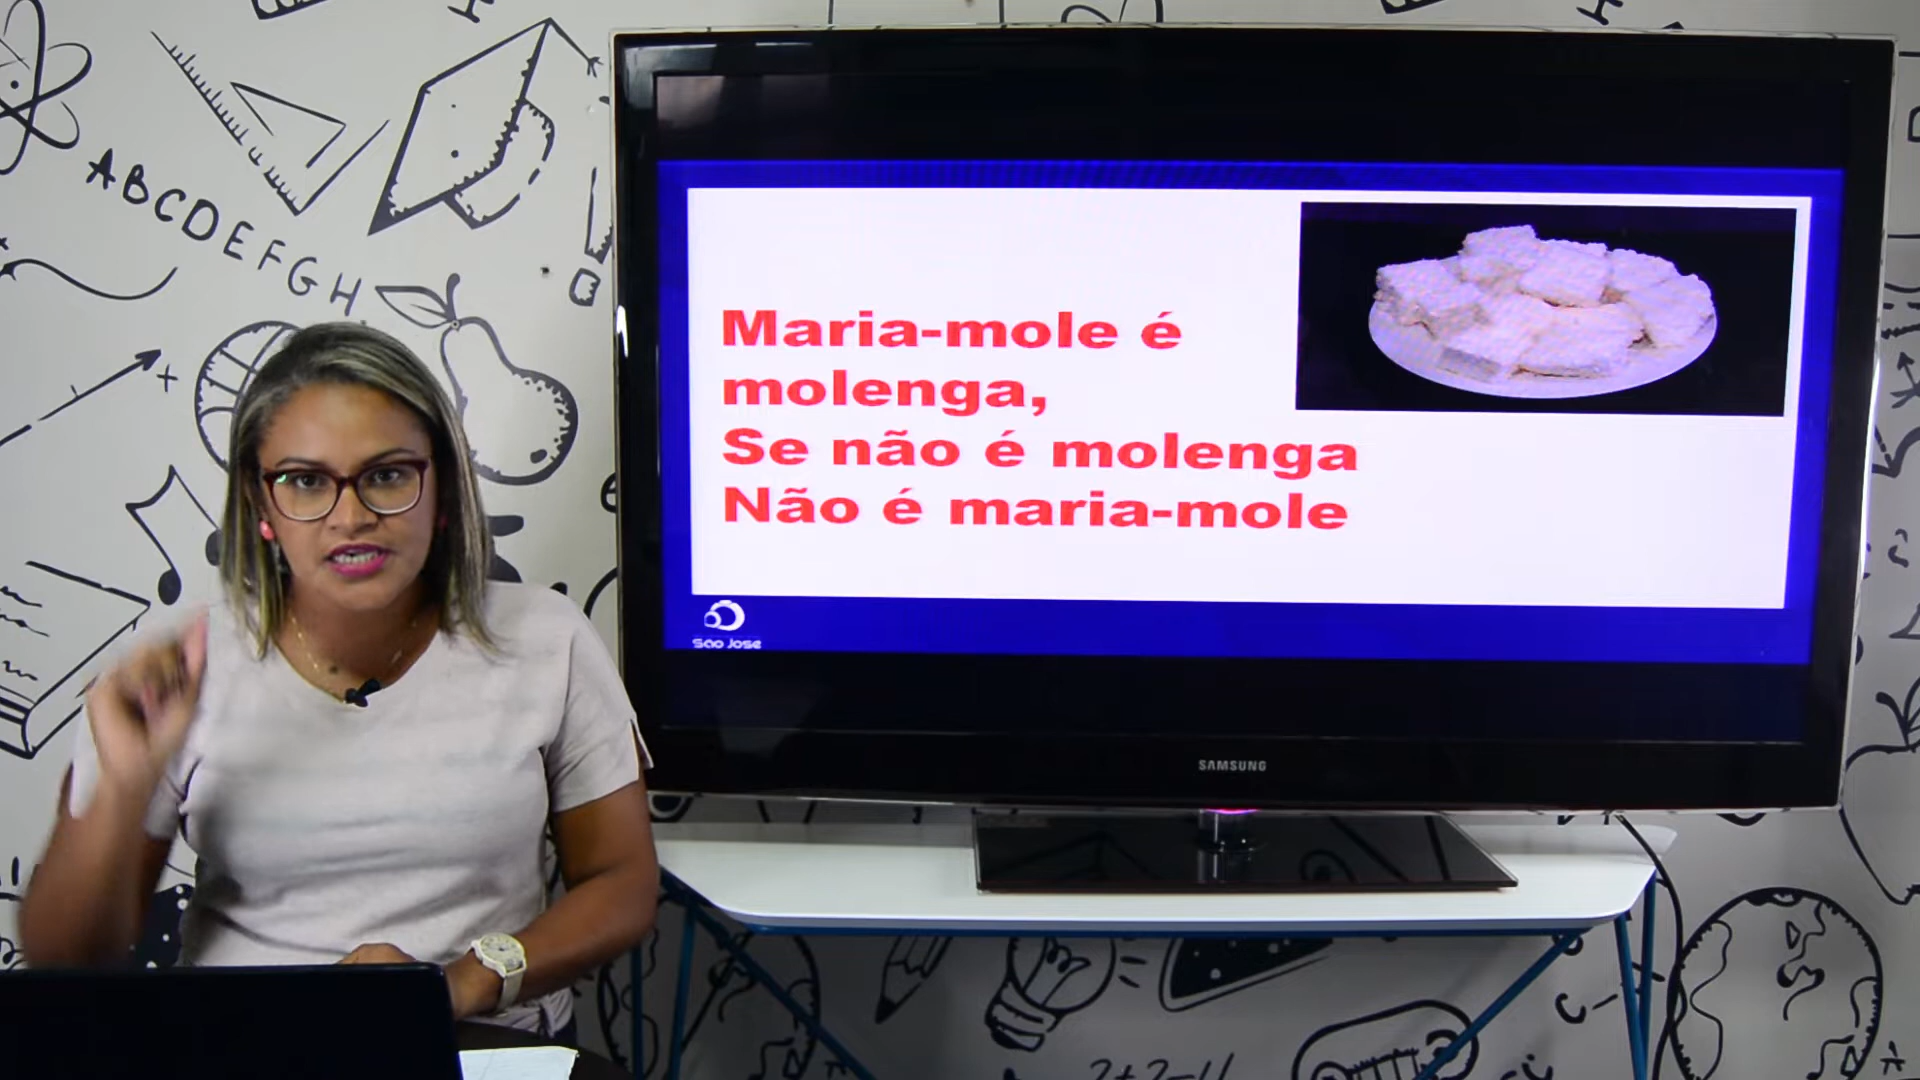 ABCDEFGH
Maria-mole é
molenga,
Se não é molenga
Não é maria-mole
são José
SAMSUNG